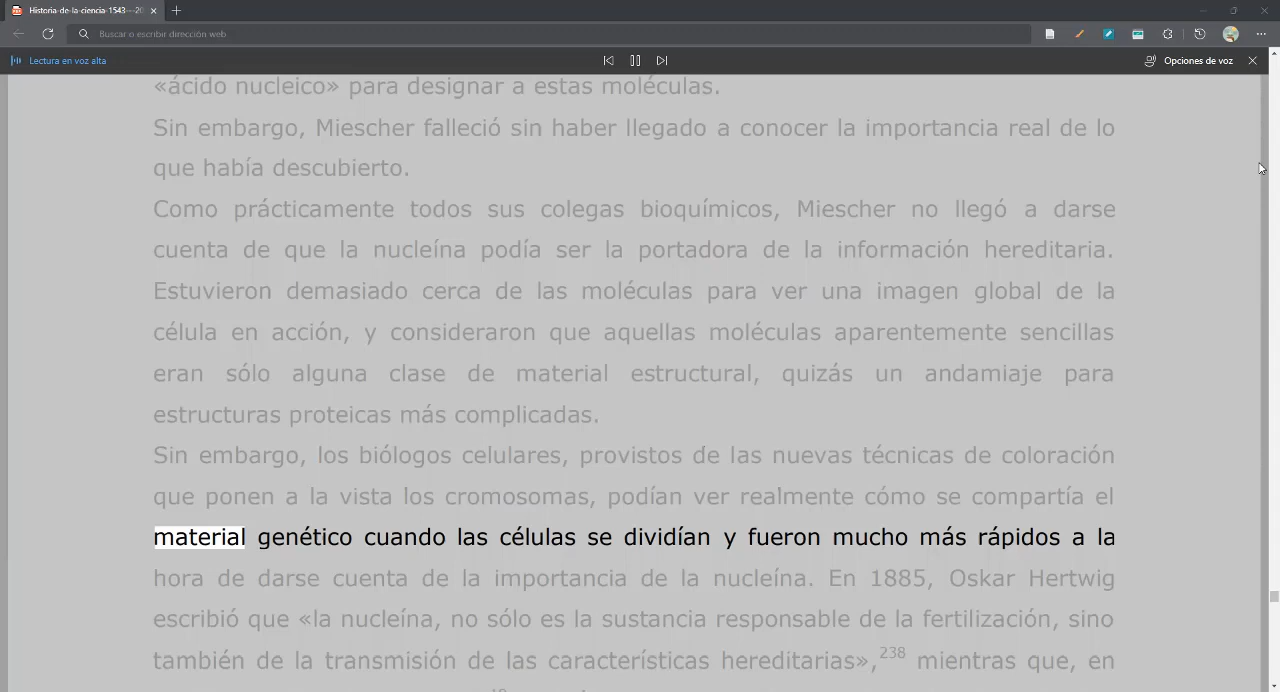 Historia-de-la-ciencia-1543---20
Buscar o escribir dirección web
Lectura en voz alta
Opciones de voz
«ácido nucleico» para designar a estas moléculas.
Sin embargo, Miescher falleció sin haber llegado a conocer la importancia real de lo
que había descubierto.
Como prácticamente todos sus colegas bioquímicos, Miescher no llegó a darse
cuenta de que la nucleína podía ser la portadora de la información hereditaria.
Estuvieron demasiado cerca de las moléculas para ver una imagen global de la
célula en acción, y consideraron que aquellas moléculas aparentemente sencillas
eran sólo alguna clase de material estructural, quizás un andamiaje para
estructuras proteicas más complicadas.
Sin embargo, los biólogos celulares, provistos de las nuevas técnicas de coloración
que ponen a la vista los cromosomas, podían ver realmente cómo se compartía el
material genético cuando las células se dividían y fueron mucho más rápidos a la
hora de darse cuenta de la importancia de la nucleína. En 1885, Oskar Hertwig
escribió que «la nucleína, no sólo es la sustancia responsable de la fertilización, sino
también de la transmisión de las características hereditarias»,238 mientras que, en